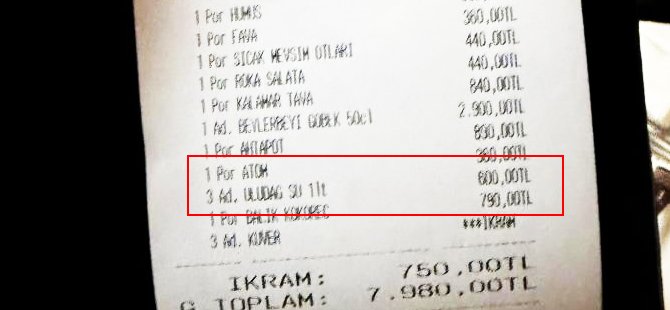 1 Por HUMUS
1 Por FAVA 360,00TL
1 Por SICAK MEVSIM OTLARI 440,00TL
1 Por ROKA SALATA 440,00TL
1 Por KALAMAR TAVA 840,00TL
1 Ad. BEYLERBEYI GOBEK 50cl 2.900,00TL
1 Por AHTAPOT 890,00TL
1 Por ATOM 360,00TL
3 Ad. ULUDAG SU 1lt 600,00TL
1 Por BALIK KOKOREC 790,00TL
3 Ad. KUVER ***IKRAM
IKRAM: 750,00TL
G TOPLAM: 7.980,00TL